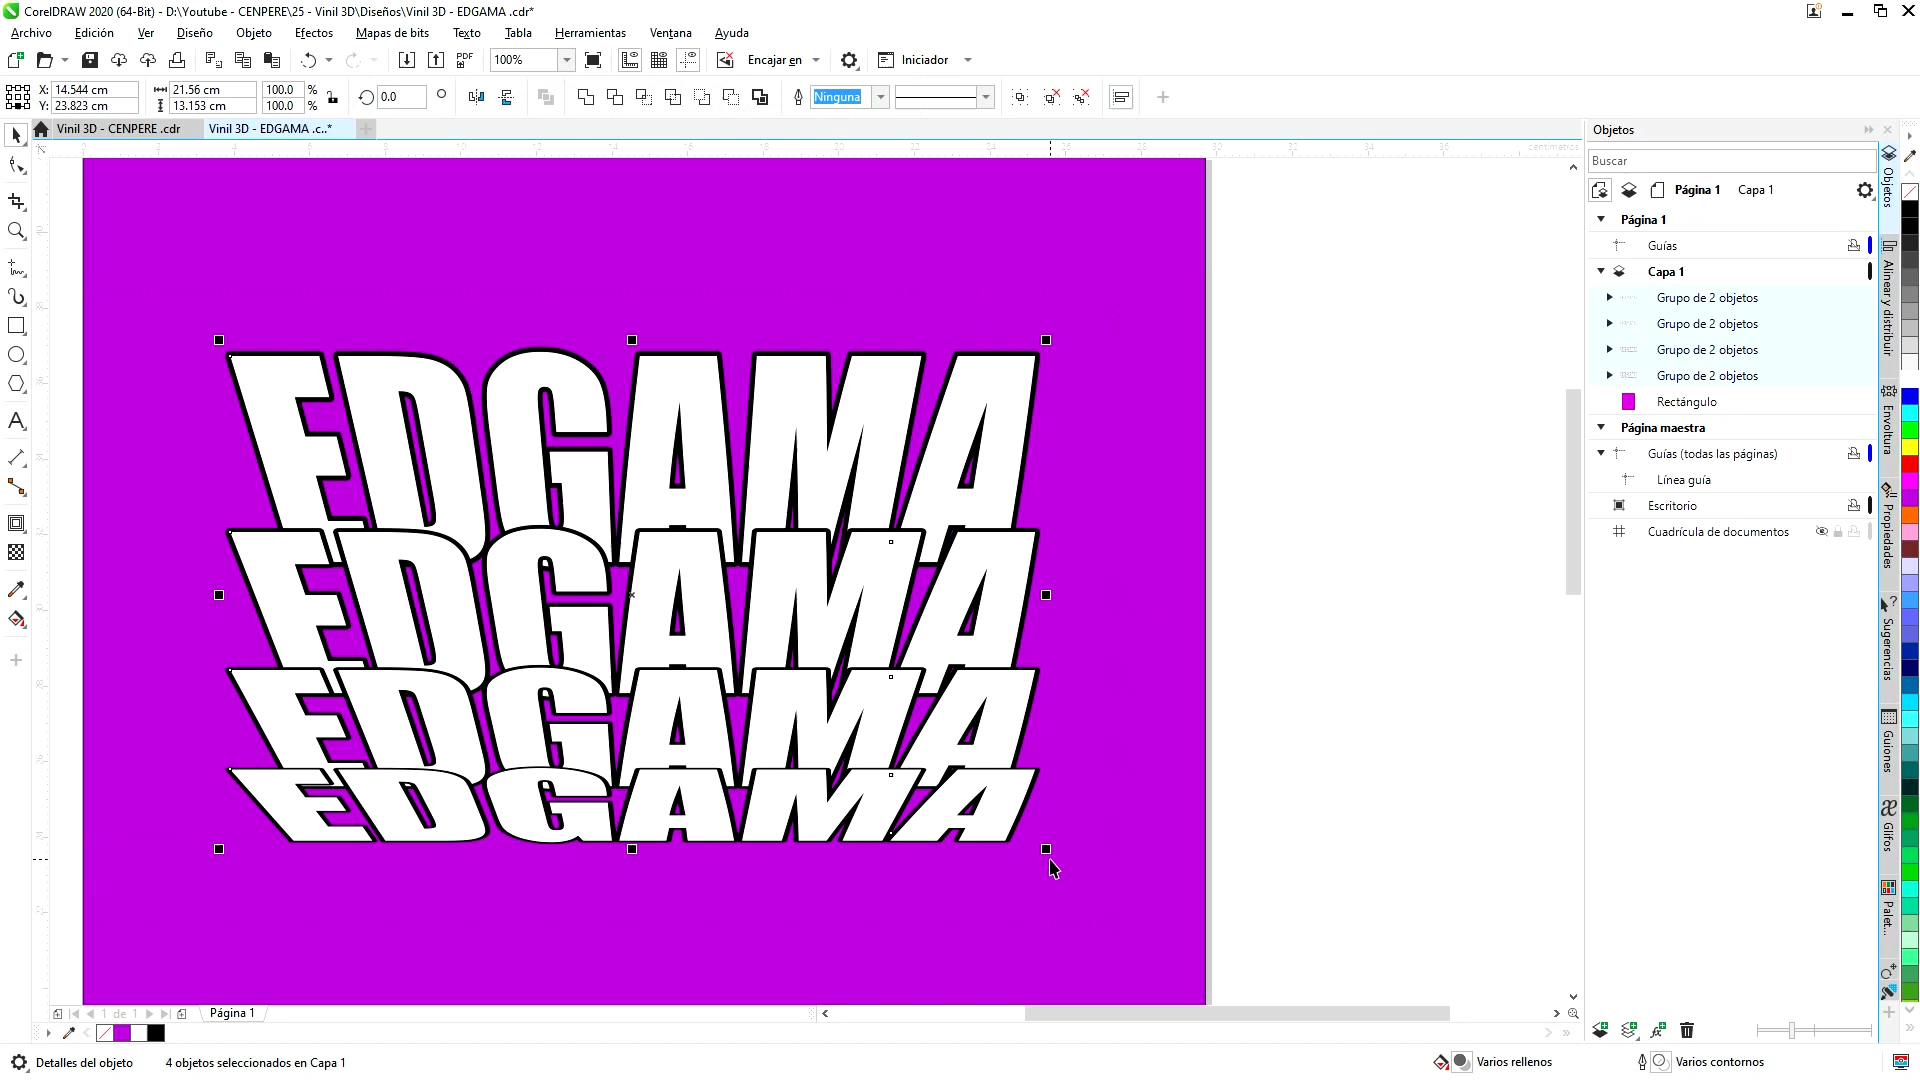 CorelDRAW 2020 (64-Bit) - D:\Youtube - CENPERE\25 - Vinil 3D\Diseños\Vinil 3D - EDGAMA .cdr*
Archivo Edición Ver Diseño Objeto Efectos Mapas de bits Texto Tabla Herramientas Ventana Ayuda
PDF 100% Encajar en Iniciador
X: 14.544 cm 21.56 cm 100.0 % 0.0 Ninguna
Y: 23.823 cm 13.153 cm 100.0 %
Vinil 3D - CENPERE .cdr Vinil 3D - EDGAMA .c..*
centímetros
EDGAMA
EDGAMA
EDGAMA
EDGAMA
Objetos
Buscar
Página 1 Capa 1
Página 1
Guías
Capa 1
Grupo de 2 objetos
Grupo de 2 objetos
Grupo de 2 objetos
Grupo de 2 objetos
Rectángulo
Página maestra
Guías (todas las páginas)
Línea guía
Escritorio
Cuadrícula de documentos
Objetos
Alinear y distribuir
Envoltura
Propiedades
Sugerencias
Guiones
Glifos
Palet...
1 de 1 Página 1
Detalles del objeto 4 objetos seleccionados en Capa 1 Varios rellenos Varios contornos